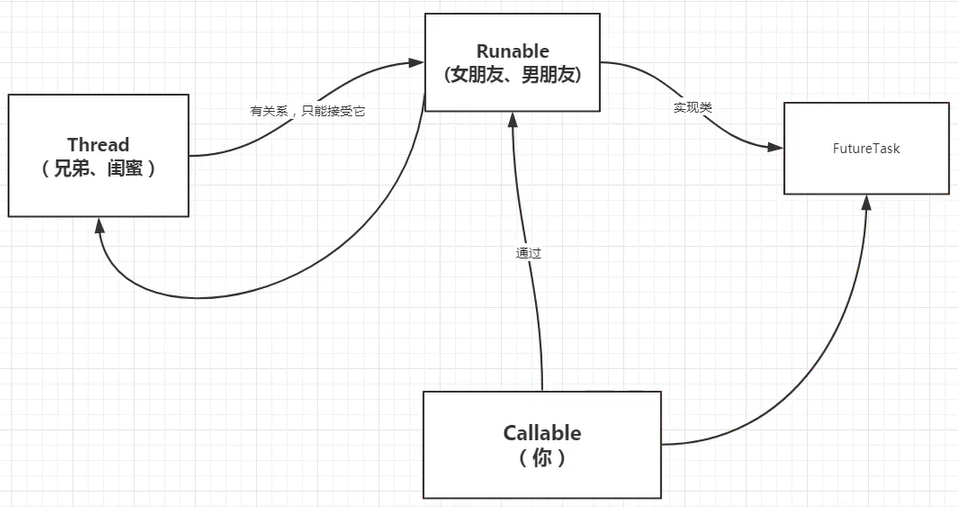 Runable
(女朋友、男朋友)
有关系，只能接受它
实现类
Thread
（兄弟、闺蜜）
FutureTask
通过
Callable
（你）